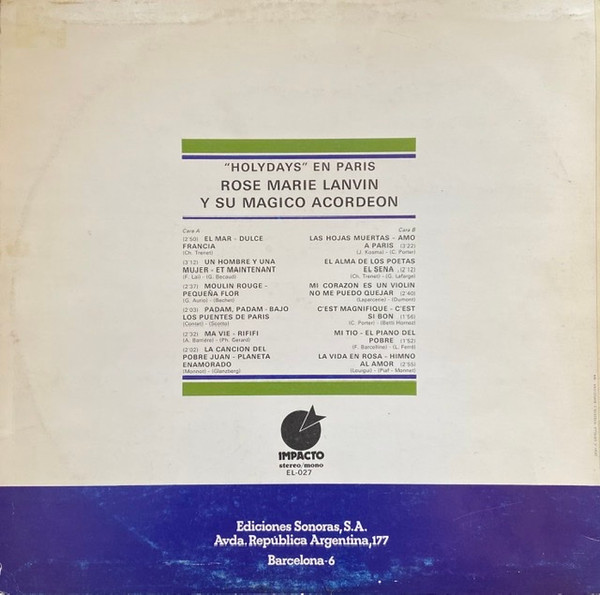 "HOLYDAYS" EN PARIS
ROSE MARIE LANVIN
Y SU MAGICO ACORDEON
Cara A
(2:50) EL MAR - DULCE
FRANCIA
(Ch. Trenet)
(3:12) UN HOMBRE Y UNA
MUJER - ET MAINTENANT
(F. Lai) - (G. Becaud)
(2:37) MOULIN ROUGE -
PEQUEÑA FLOR
(G. Auric) - (Bechet)
(2:03) PADAM, PADAM - BAJO
LOS PUENTES DE PARIS
(Contet) - (Scotty)
(2:32) MA VIE - RIFIFI
(A. Barrière) - (Ph. Gerard)
(2:02) LA CANCION DEL
POBRE JUAN - PLANETA
ENAMORADO
(Monnot) - (Glanzberg)
Cara B
LAS HOJAS MUERTAS - AMO
A PARIS (3:22)
(J. Kosma) - (C. Porter)
EL ALMA DE LOS POETAS
EL SENA (2:12)
(Ch. Trenet) - (G. Lafarge)
MI CORAZON ES UN VIOLIN
NO ME PUEDO QUEJAR (2:40)
(Laparcerie) - (Dumont)
C'EST MAGNIFIQUE - C'EST
SI BON (1:56)
(C. Porter) - (Betti Hornez)
MI TIO - EL PIANO DEL
POBRE (1:52)
(F. Barcellini) - (L. Ferré)
LA VIDA EN ROSA - HIMNO
AL AMOR (2:55)
(Louigui) - (Piaf - Monnet)
IMPACTO
stereo/mono
EL-027
Ediciones Sonoras, S.A.
Avda. República Argentina, 177
Barcelona-6